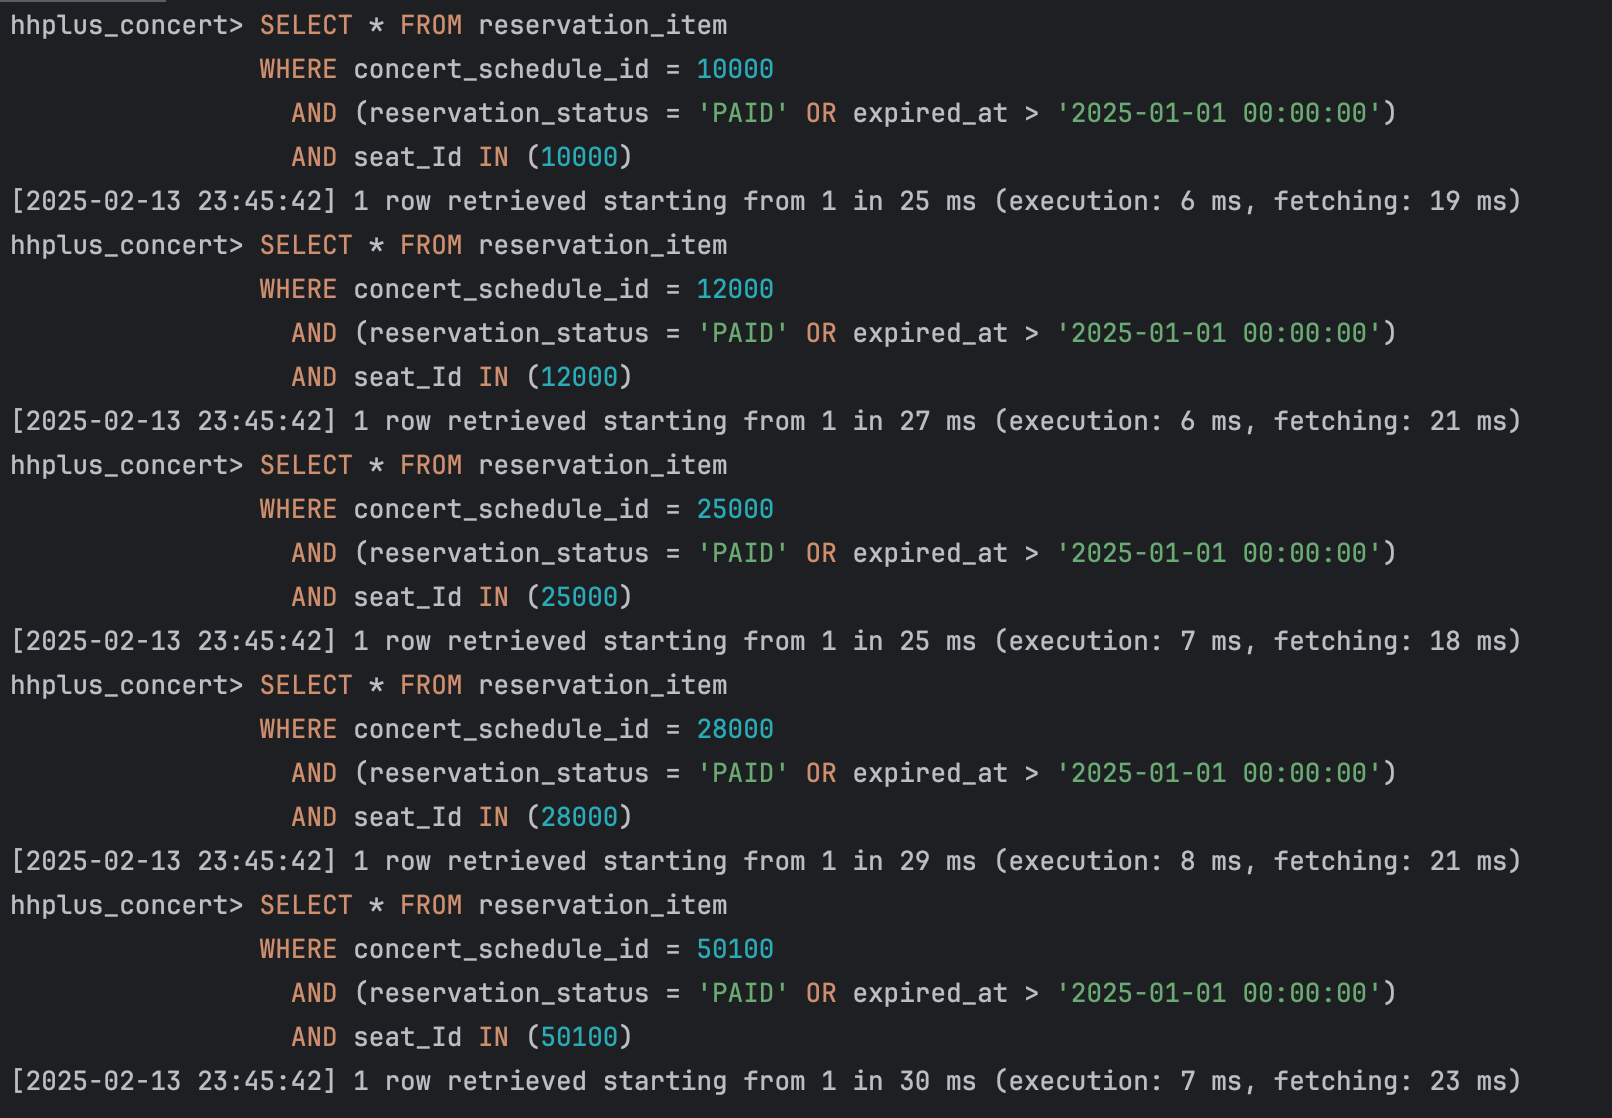 hhplus_concert> SELECT * FROM reservation_item
WHERE concert_schedule_id = 10000
AND (reservation_status = 'PAID' OR expired_at > '2025-01-01 00:00:00')
AND seat_Id IN (10000)
[2025-02-13 23:45:42] 1 row retrieved starting from 1 in 25 ms (execution: 6 ms, fetching: 19 ms)
hhplus_concert> SELECT * FROM reservation_item
WHERE concert_schedule_id = 12000
AND (reservation_status = 'PAID' OR expired_at > '2025-01-01 00:00:00')
AND seat_Id IN (12000)
[2025-02-13 23:45:42] 1 row retrieved starting from 1 in 27 ms (execution: 6 ms, fetching: 21 ms)
hhplus_concert> SELECT * FROM reservation_item
WHERE concert_schedule_id = 25000
AND (reservation_status = 'PAID' OR expired_at > '2025-01-01 00:00:00')
AND seat_Id IN (25000)
[2025-02-13 23:45:42] 1 row retrieved starting from 1 in 25 ms (execution: 7 ms, fetching: 18 ms)
hhplus_concert> SELECT * FROM reservation_item
WHERE concert_schedule_id = 28000
AND (reservation_status = 'PAID' OR expired_at > '2025-01-01 00:00:00')
AND seat_Id IN (28000)
[2025-02-13 23:45:42] 1 row retrieved starting from 1 in 29 ms (execution: 8 ms, fetching: 21 ms)
hhplus_concert> SELECT * FROM reservation_item
WHERE concert_schedule_id = 50100
AND (reservation_status = 'PAID' OR expired_at > '2025-01-01 00:00:00')
AND seat_Id IN (50100)
[2025-02-13 23:45:42] 1 row retrieved starting from 1 in 30 ms (execution: 7 ms, fetching: 23 ms)